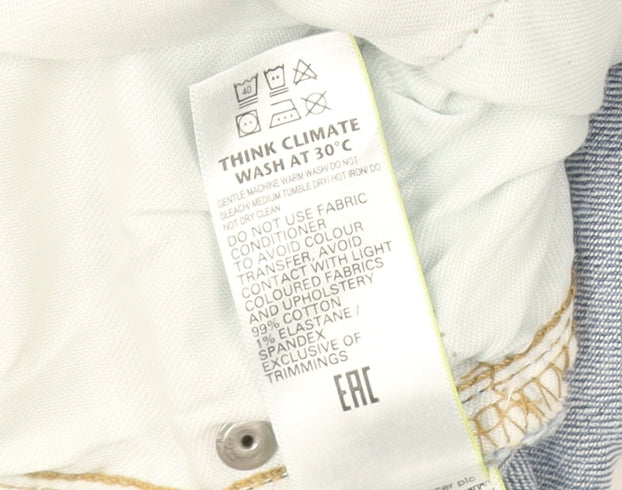 40
THINK CLIMATE
WASH AT 30°C
GENTLE MACHINE WARM WASH/ DO NOT
BLEACH/ MEDIUM TUMBLE DRY/ HOT IRON/ DO
NOT DRY CLEAN
DO NOT USE FABRIC
CONDITIONER
TO AVOID COLOUR
TRANSFER, AVOID
CONTACT WITH LIGHT
COLOURED FABRICS
AND UPHOLSTERY
99% COTTON
1% ELASTANE /
SPANDEX
EXCLUSIVE OF
TRIMMINGS
EAC
plc